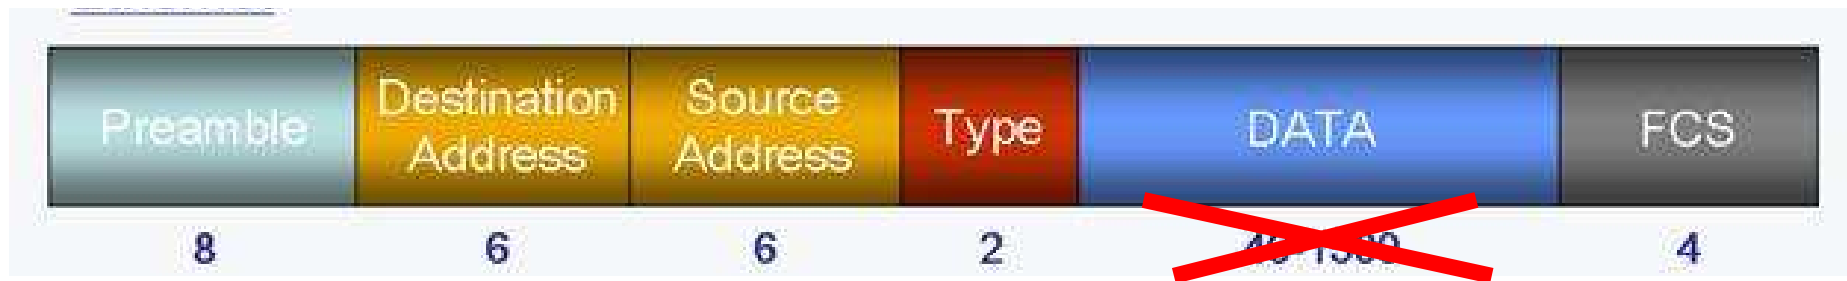 Preamble
Destination
Address
Source
Address
Type
DATA
FCS
8
6
6
2
4